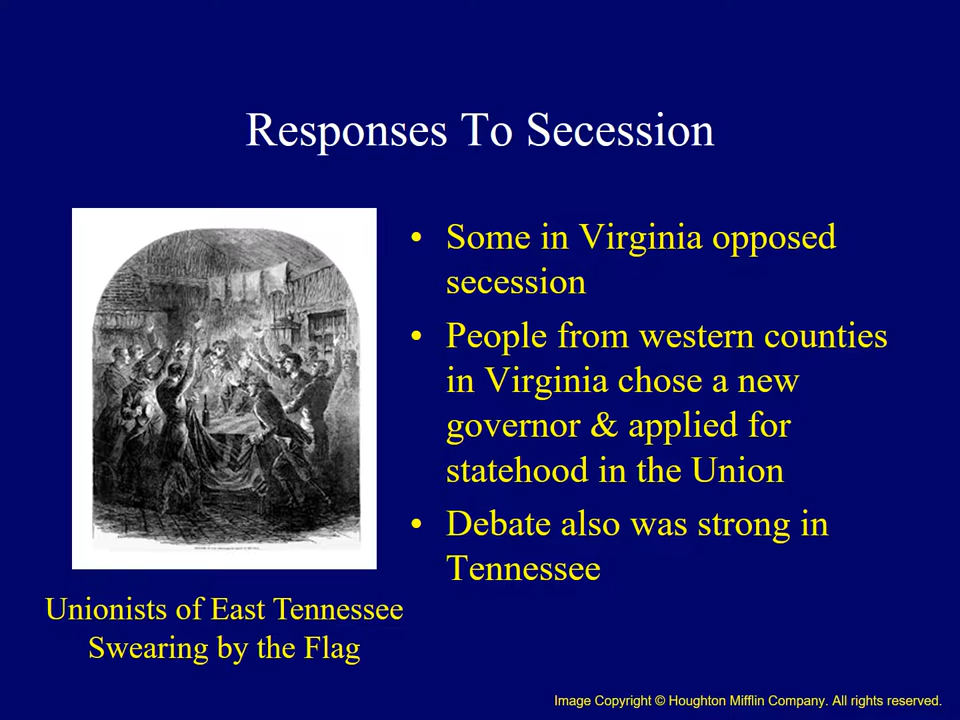 Responses To Secession
• Some in Virginia opposed
secession
• People from western counties
in Virginia chose a new
governor & applied for
statehood in the Union
• Debate also was strong in
Tennessee
Unionists of East Tennessee
Swearing by the Flag
Image Copyright © Houghton Mifflin Company. All rights reserved.